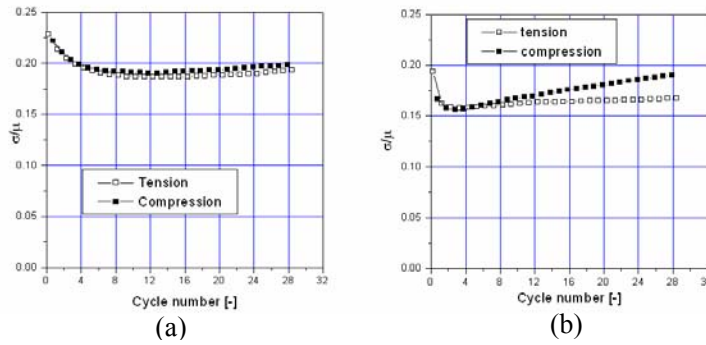 0.25
0.20
0.15
0.10
0.05
0.00
σ/μ
Tension
Compression
0 4 8 12 16 20 24 28 32
Cycle number [-]
(a)
0.25
0.20
0.15
0.10
0.05
0.00
σ/μ
tension
compression
0 4 8 12 16 20 24 28 32
Cycle number [-]
(b)